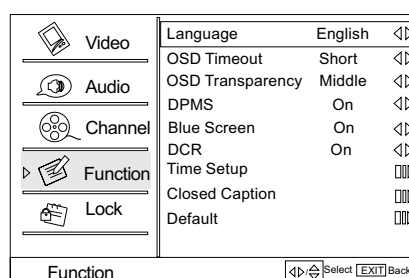 Video
Audio
Channel
Function
Lock
Language English
OSD Timeout Short
OSD Transparency Middle
DPMS On
Blue Screen On
DCR On
Time Setup
Closed Caption
Default
Function
Select EXIT Back